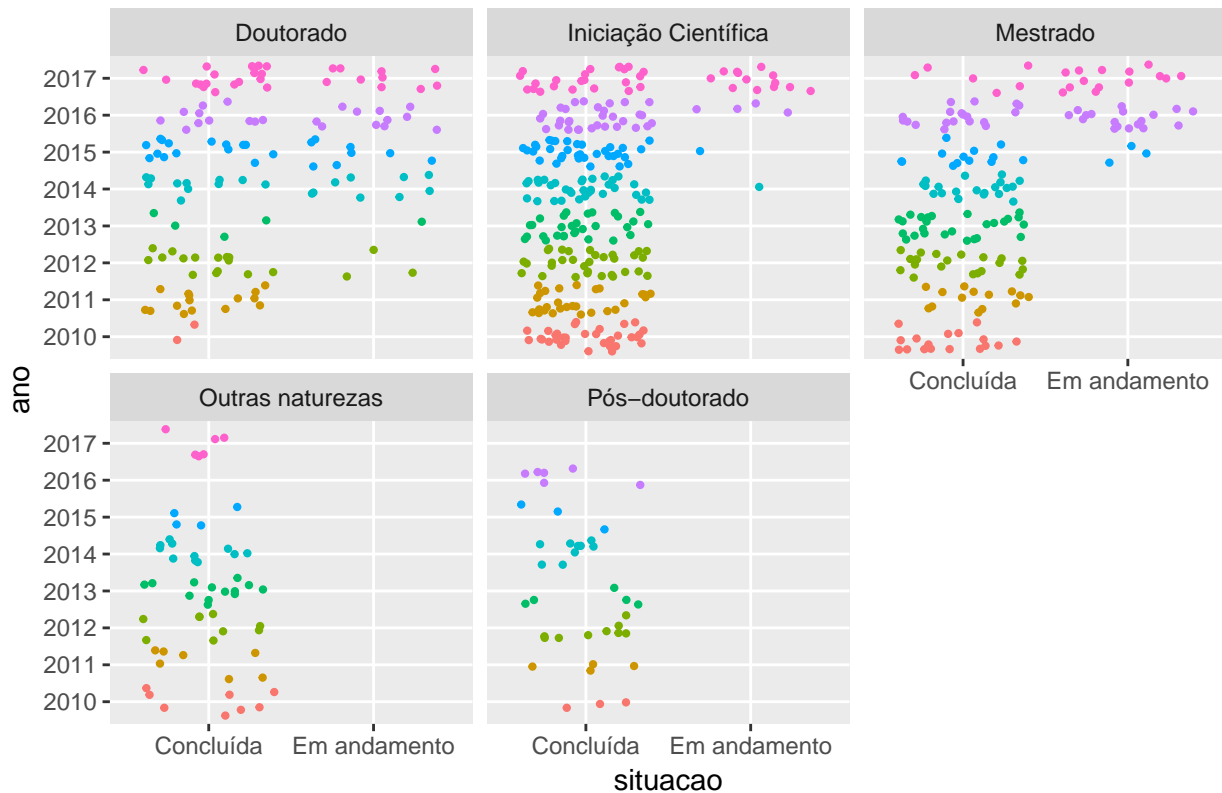 Doutorado
Iniciação Científica
Mestrado
2017
2016
2015
2014
2013
2012
2011
2010
Concluída
Em andamento
Outras naturezas
Pós−doutorado
2017
2016
2015
2014
2013
2012
2011
2010
Concluída
Em andamento
Concluída
Em andamento
ano
situacao